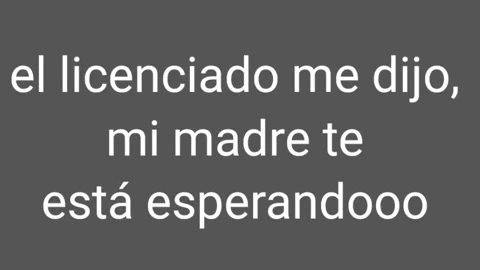 el licenciado me dijo,
mi madre te
está esperandooo